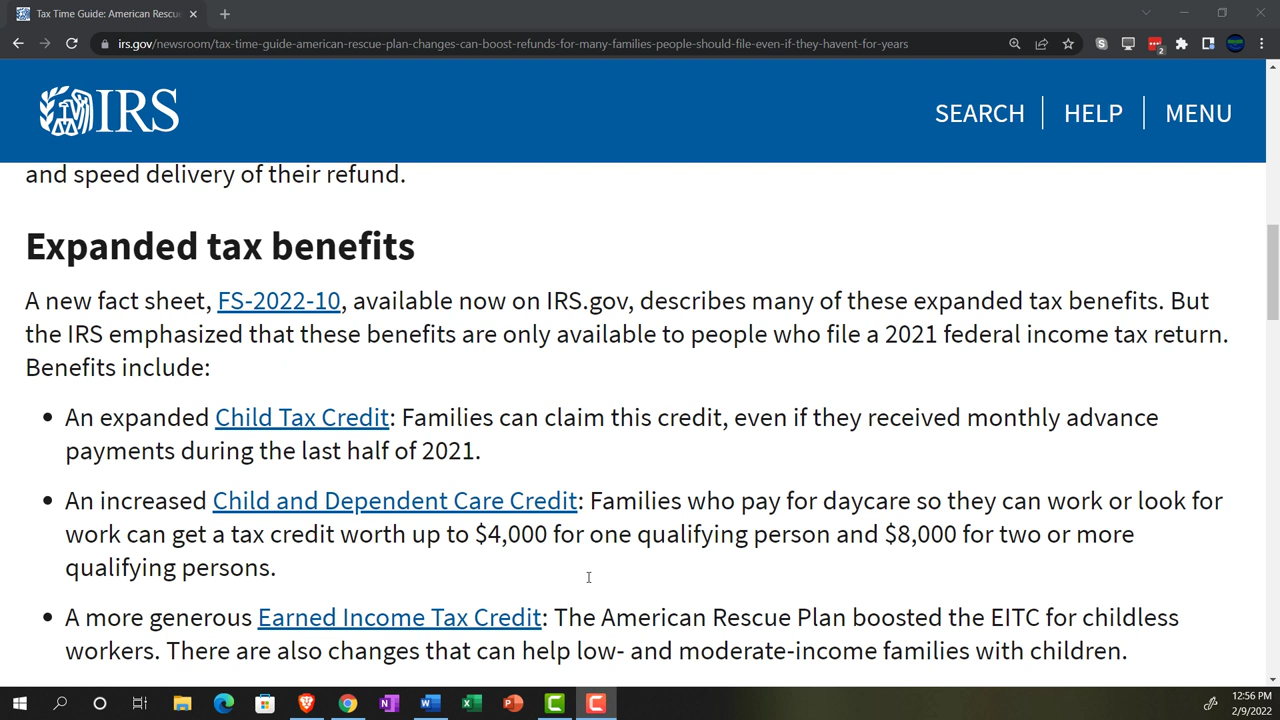 Tax Time Guide: American Rescue
irs.gov/newsroom/tax-time-guide-american-rescue-plan-changes-can-boost-refunds-for-many-families-people-should-file-even-if-they-havent-for-years
2
IRS
SEARCH
HELP
MENU
and speed delivery of their refund.
Expanded tax benefits
A new fact sheet, FS-2022-10, available now on IRS.gov, describes many of these expanded tax benefits. But
the IRS emphasized that these benefits are only available to people who file a 2021 federal income tax return.
Benefits include:
• An expanded Child Tax Credit: Families can claim this credit, even if they received monthly advance
payments during the last half of 2021.
• An increased Child and Dependent Care Credit: Families who pay for daycare so they can work or look for
work can get a tax credit worth up to $4,000 for one qualifying person and $8,000 for two or more
qualifying persons.
• A more generous Earned Income Tax Credit: The American Rescue Plan boosted the EITC for childless
workers. There are also changes that can help low- and moderate-income families with children.
12:56 PM
2/9/2022